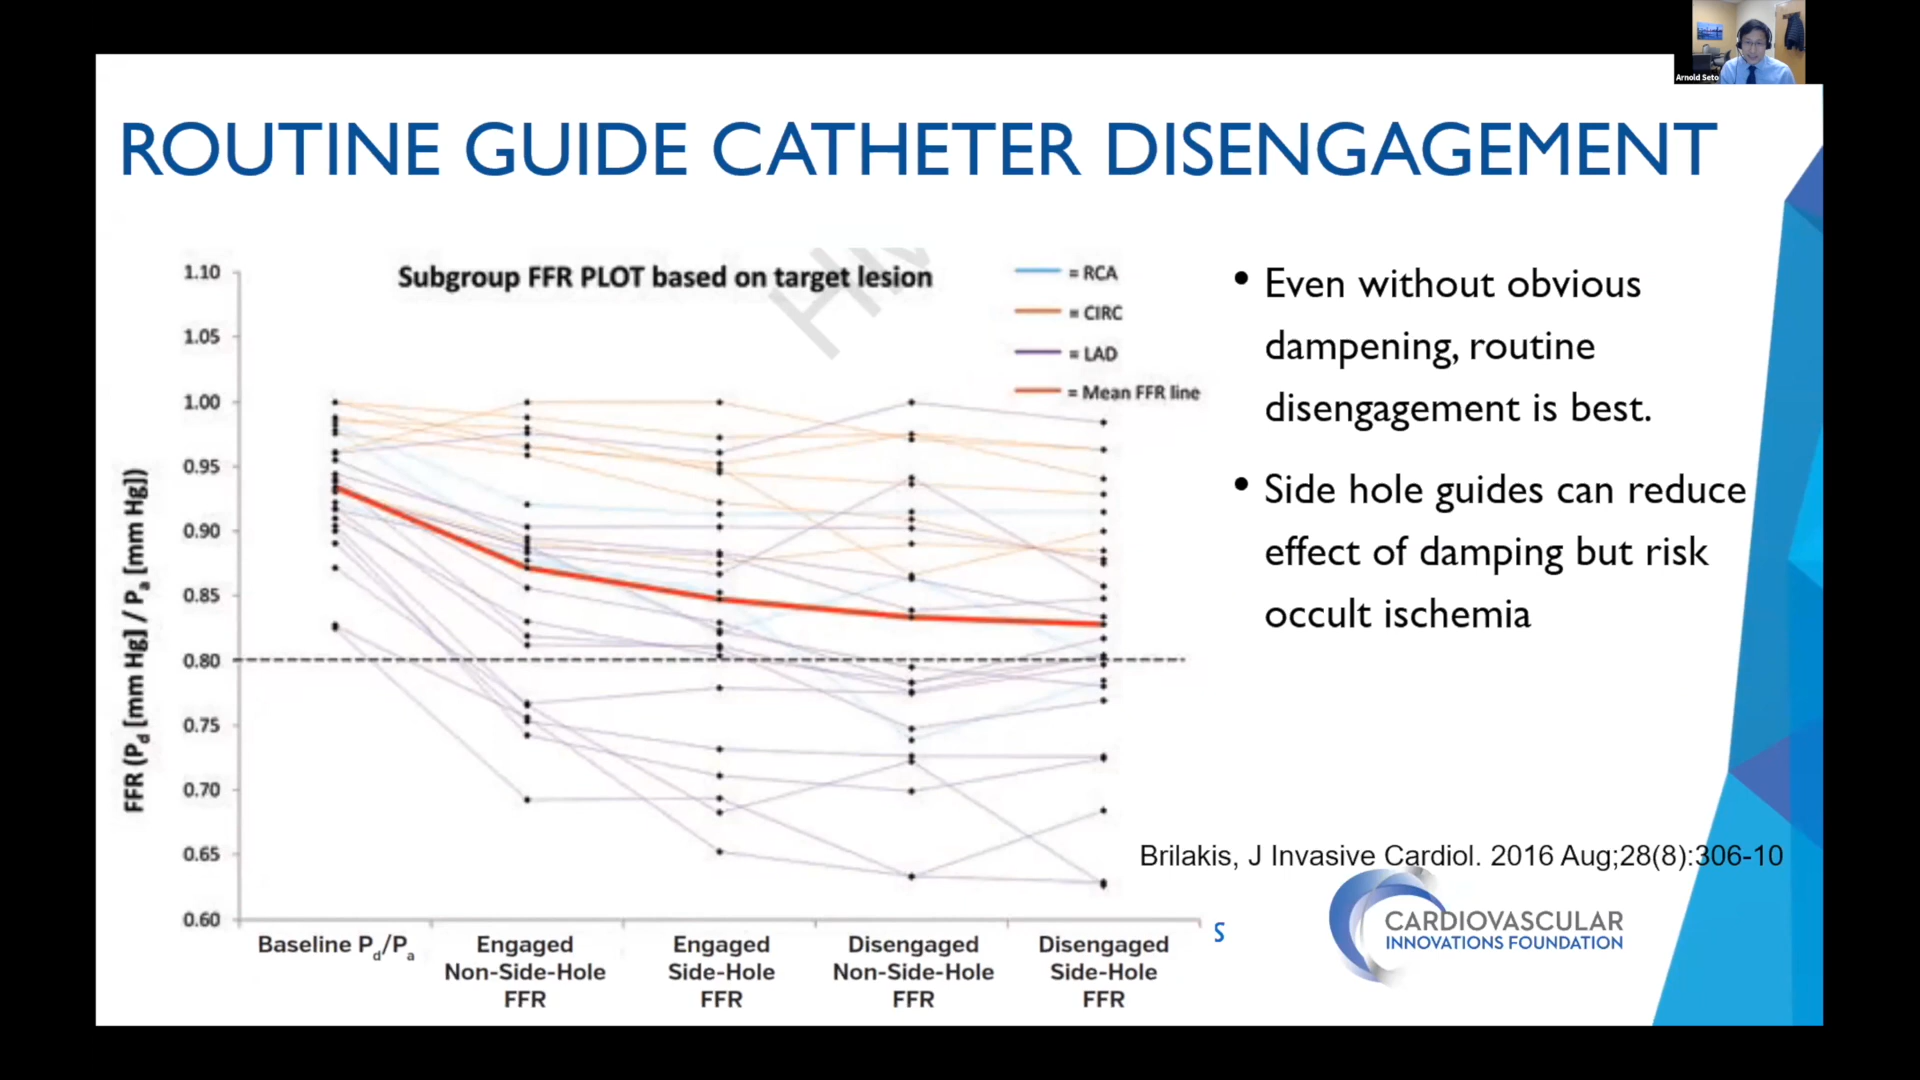 Arnold Seto
ROUTINE GUIDE CATHETER DISENGAGEMENT
Subgroup FFR PLOT based on target lesion
= RCA
= CIRC
= LAD
= Mean FFR line
1.10
1.05
1.00
0.95
0.90
0.85
0.80
0.75
0.70
0.65
0.60
FFR (Pd [mm Hg] / Pa [mm Hg])
Baseline Pd/Pa
Engaged
Non-Side-Hole
FFR
Engaged
Side-Hole
FFR
Disengaged
Non-Side-Hole
FFR
Disengaged
Side-Hole
FFR
• Even without obvious
dampening, routine
disengagement is best.
• Side hole guides can reduce
effect of damping but risk
occult ischemia
Brilakis, J Invasive Cardiol. 2016 Aug;28(8):306-10
S
CARDIOVASCULAR
INNOVATIONS FOUNDATION